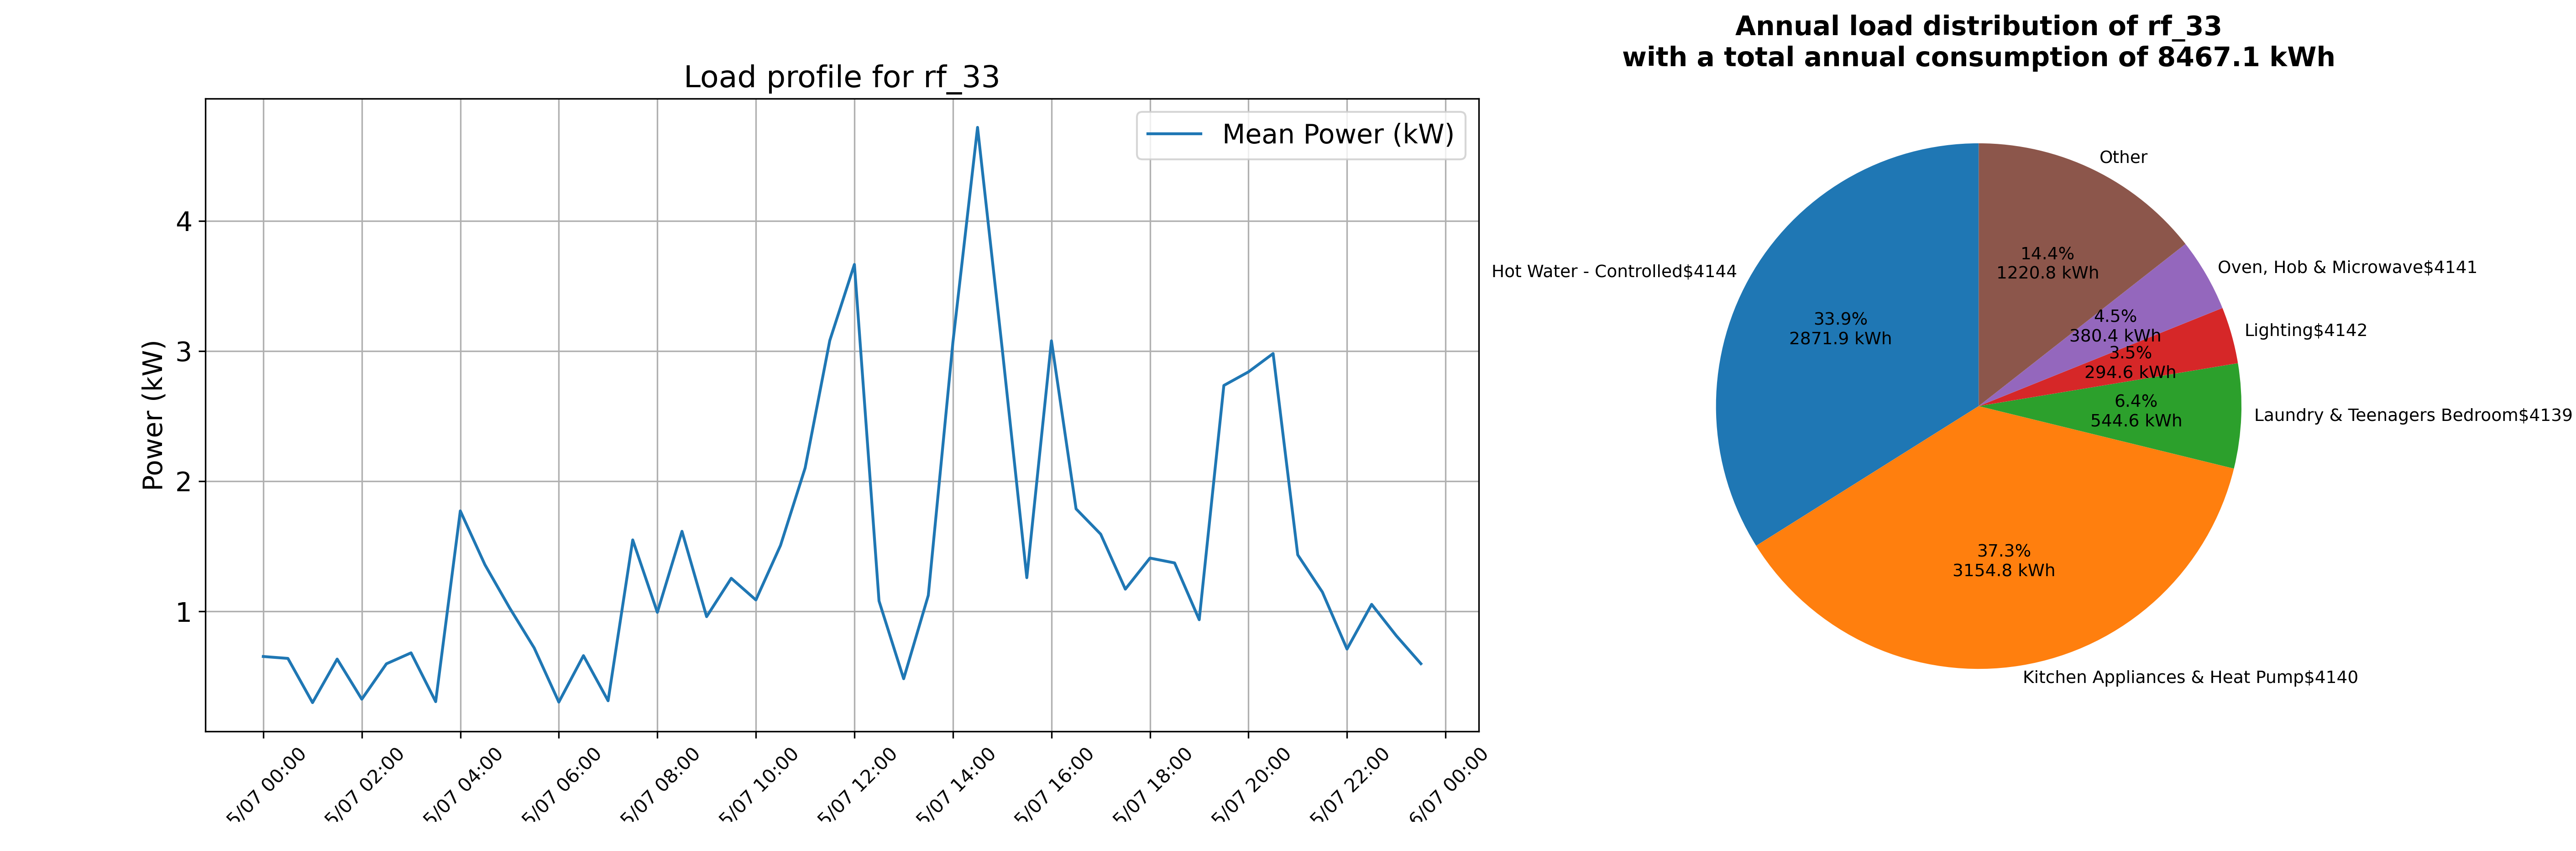 Load profile for rf_33
Mean Power (kW)
Power (kW)
4
3
2
1
5/07 00:00
5/07 02:00
5/07 04:00
5/07 06:00
5/07 08:00
5/07 10:00
5/07 12:00
5/07 14:00
5/07 16:00
5/07 18:00
5/07 20:00
5/07 22:00
6/07 00:00
Annual load distribution of rf_33
with a total annual consumption of 8467.1 kWh
Other
14.4%
1220.8 kWh
Oven, Hob & Microwave$4141
4.5%
380.4 kWh
Lighting$4142
3.5%
294.6 kWh
Laundry & Teenagers Bedroom$4139
6.4%
544.6 kWh
Hot Water - Controlled$4144
33.9%
2871.9 kWh
37.3%
3154.8 kWh
Kitchen Appliances & Heat Pump$4140